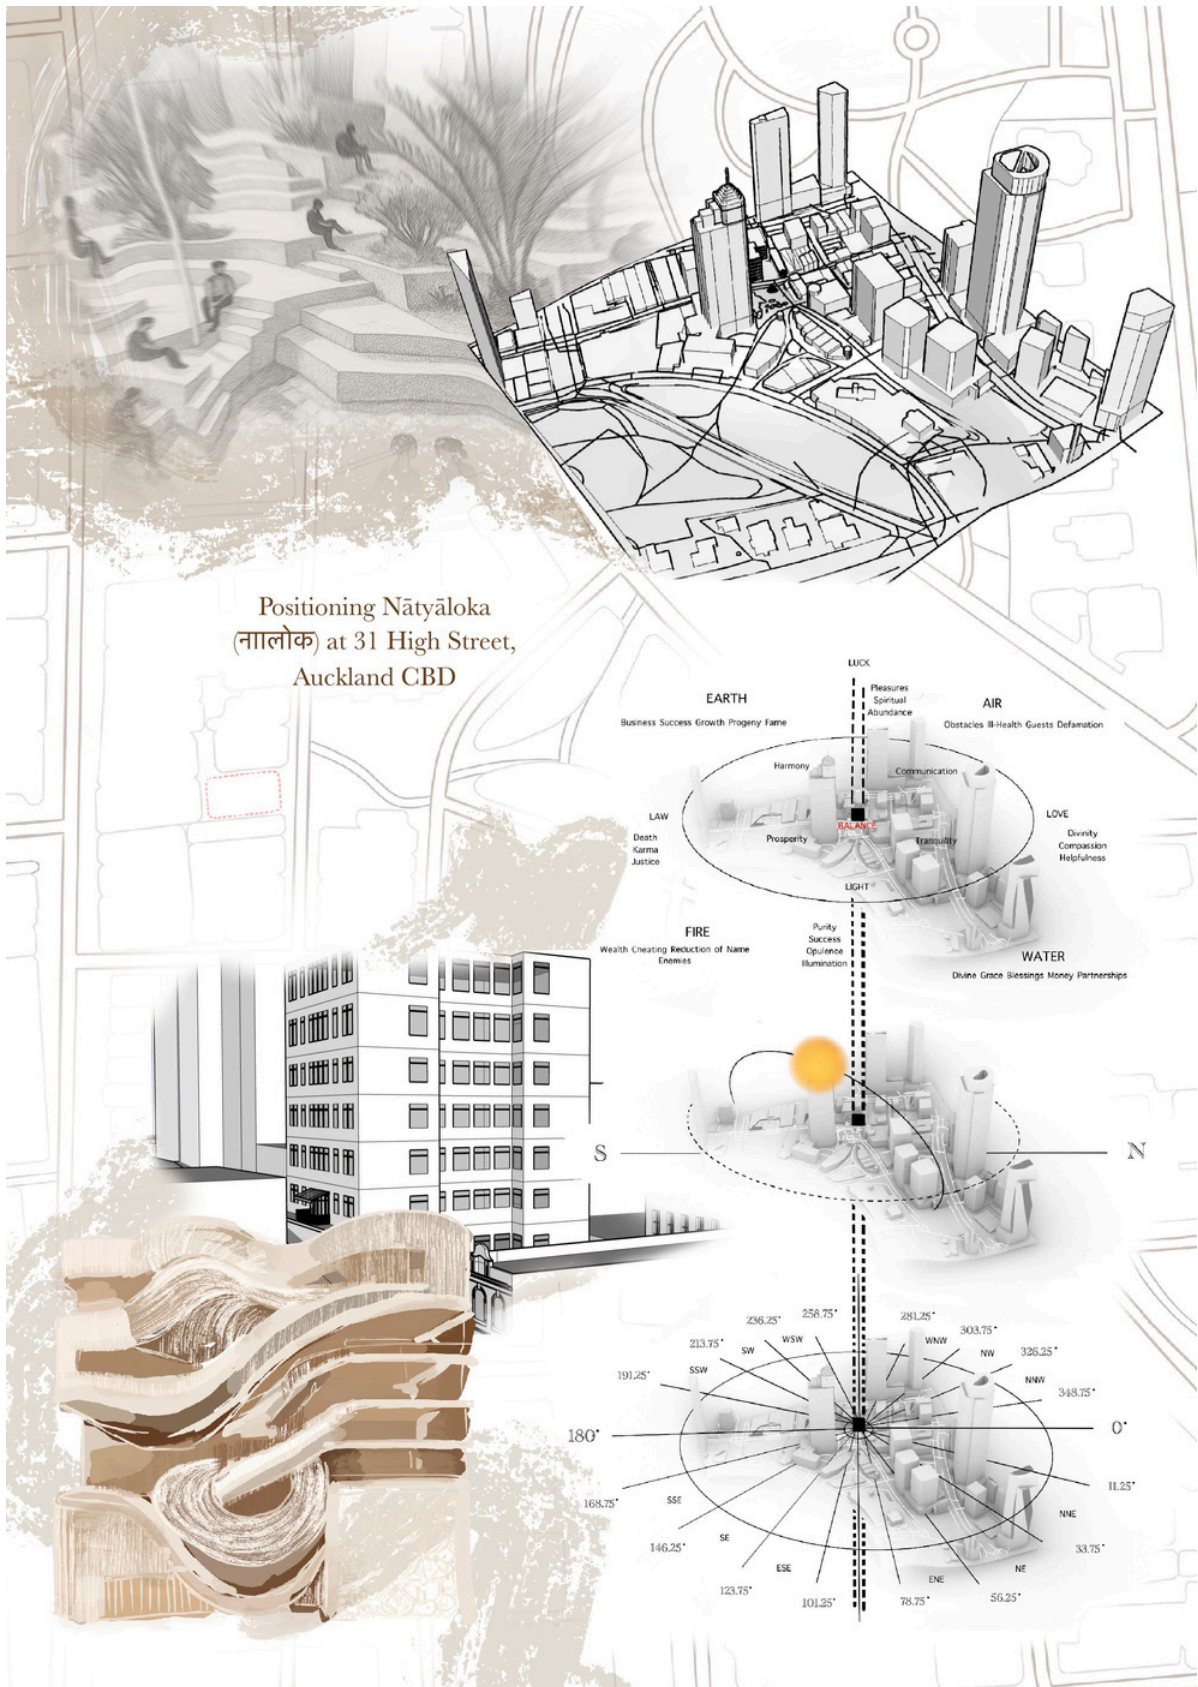 Positioning Nātyāloka
(नाालोक) at 31 High Street,
Auckland CBD
LUCK
Pleasures
Spiritual
Abundance
EARTH
Business Success Growth Progeny Fame
AIR
Obstacles Ill-Health Guests Defamation
Harmony
Communication
LAW
Death
Karma
Justice
BALANCE
Prosperity
Tranquility
LOVE
Divinity
Compassion
Helpfulness
LIGHT
Purity
Success
Opulence
Illumination
FIRE
Wealth Cheating Reduction of Name
Enemies
WATER
Divine Grace Blessings Money Partnerships
S
N
258.75°
281.25°
236.25°
303.75°
WSW
WNW
213.75°
SW
NW
326.25°
191.25°
SSW
NNW
348.75°
180°
0°
168.75°
SSE
11.25°
NNE
146.25°
SE
33.75°
ESE
NE
123.75°
101.25°
ENE
78.75°
56.25°